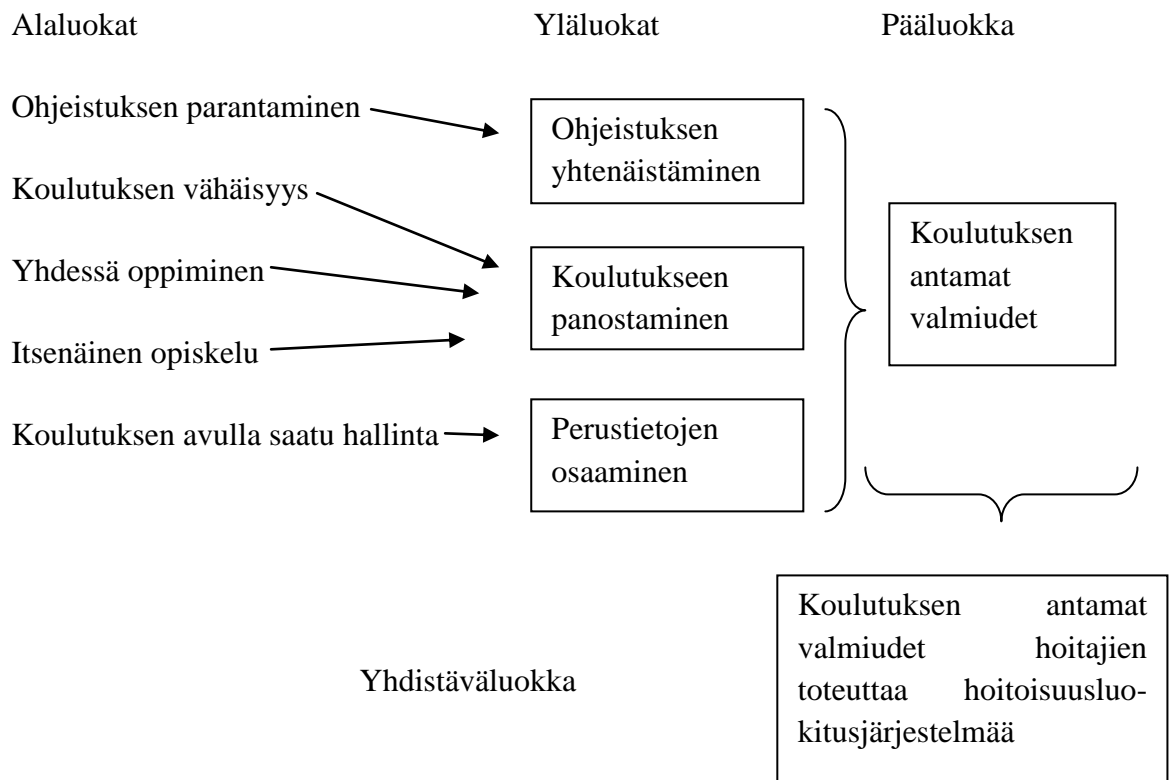 Alaluokat Yläluokat Pääluokka
Ohjeistuksen parantaminen
Koulutuksen vähäisyys
Yhdessä oppiminen
Itsenäinen opiskelu
Koulutuksen avulla saatu hallinta
Ohjeistuksen
yhtenäistäminen
Koulutukseen
panostaminen
Perustietojen
osaaminen
Koulutuksen
antamat
valmiudet
Yhdistäväluokka
Koulutuksen antamat
valmiudet hoitajien
toteuttaa hoitoisuusluo-
kitusjärjestelmää